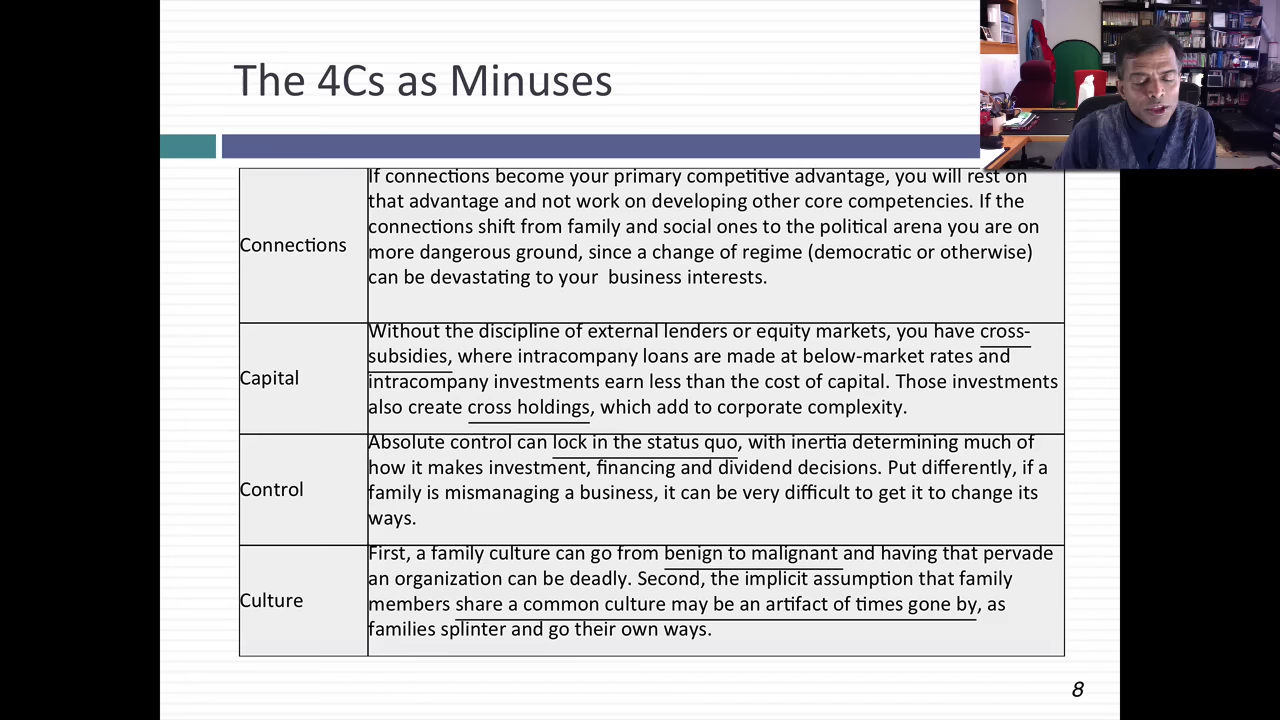 The 4Cs as Minuses
Connections
If connections become your primary competitive advantage, you will rest on
that advantage and not work on developing other core competencies. If the
connections shift from family and social ones to the political arena you are on
more dangerous ground, since a change of regime (democratic or otherwise)
can be devastating to your  business interests.
Capital
Without the discipline of external lenders or equity markets, you have cross-
subsidies, where intracompany loans are made at below-market rates and
intracompany investments earn less than the cost of capital. Those investments
also create cross holdings, which add to corporate complexity.
Control
Absolute control can lock in the status quo, with inertia determining much of
how it makes investment, financing and dividend decisions. Put differently, if a
family is mismanaging a business, it can be very difficult to get it to change its
ways.
Culture
First, a family culture can go from benign to malignant and having that pervade
an organization can be deadly. Second, the implicit assumption that family
members share a common culture may be an artifact of times gone by, as
families splinter and go their own ways.
8